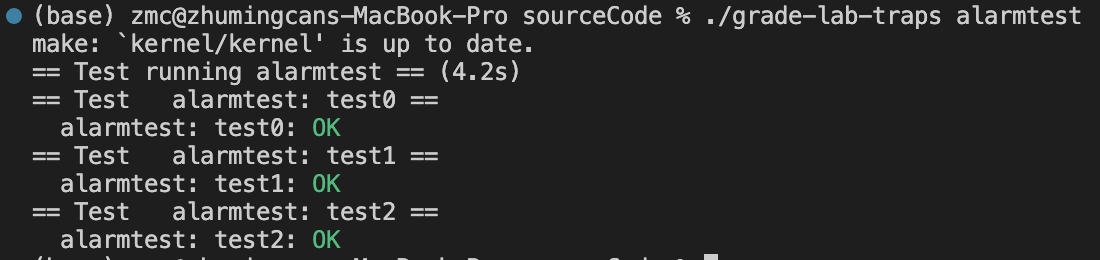 (base) zmc@zhumingcans-MacBook-Pro sourceCode % ./grade-lab-traps alarmtest
make: `kernel/kernel' is up to date.
== Test running alarmtest == (4.2s)
== Test   alarmtest: test0 ==
  alarmtest: test0: OK
== Test   alarmtest: test1 ==
  alarmtest: test1: OK
== Test   alarmtest: test2 ==
  alarmtest: test2: OK